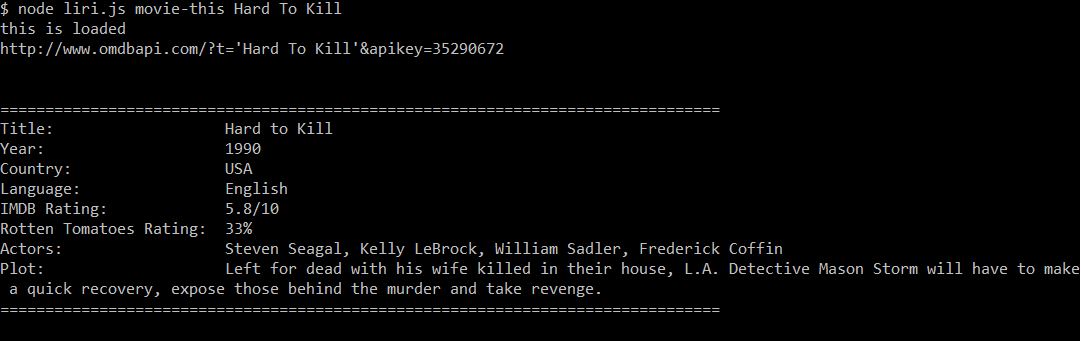 $ node liri.js movie-this Hard To Kill
this is loaded
http://www.omdbapi.com/?t='Hard To Kill'&apikey=35290672
================================================================================
Title:                   Hard to Kill
Year:                    1990
Country:                 USA
Language:                English
IMDB Rating:             5.8/10
Rotten Tomatoes Rating:  33%
Actors:                  Steven Seagal, Kelly LeBrock, William Sadler, Frederick Coffin
Plot:                    Left for dead with his wife killed in their house, L.A. Detective Mason Storm will have to make
 a quick recovery, expose those behind the murder and take revenge.
================================================================================